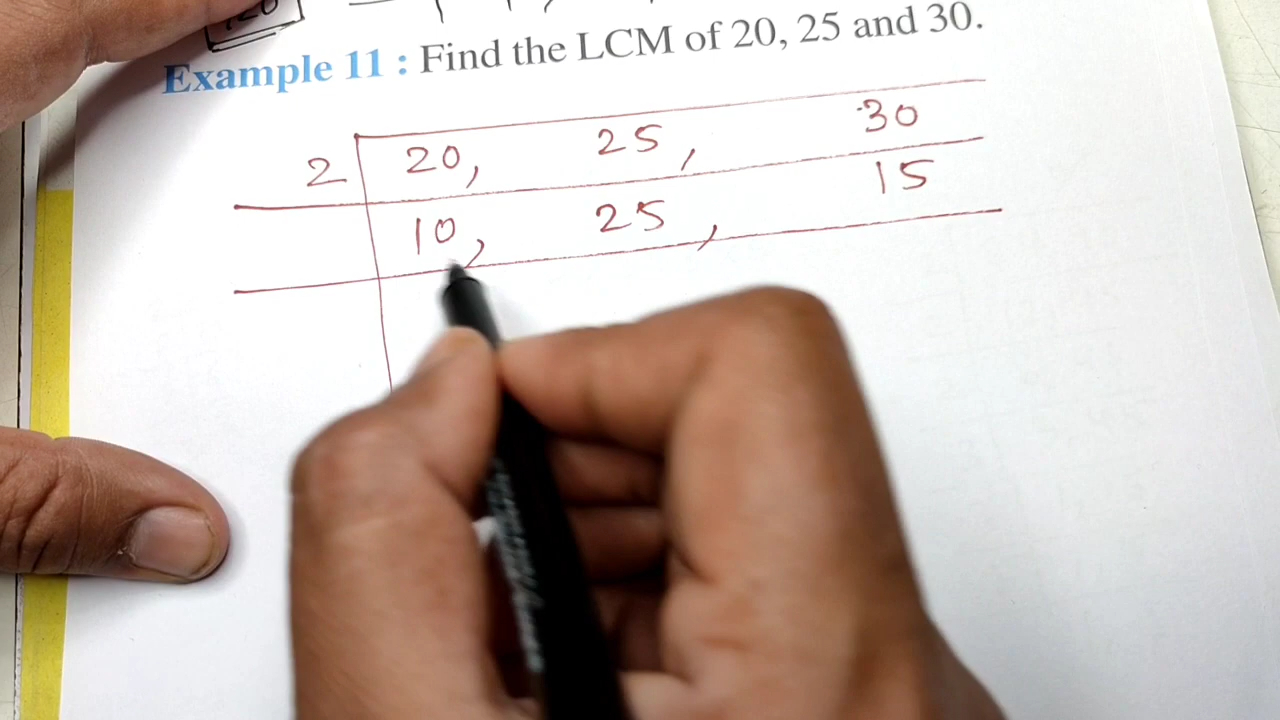 Example 11 : Find the LCM of 20, 25 and 30.
2 20, 25, 30
10, 25, 15